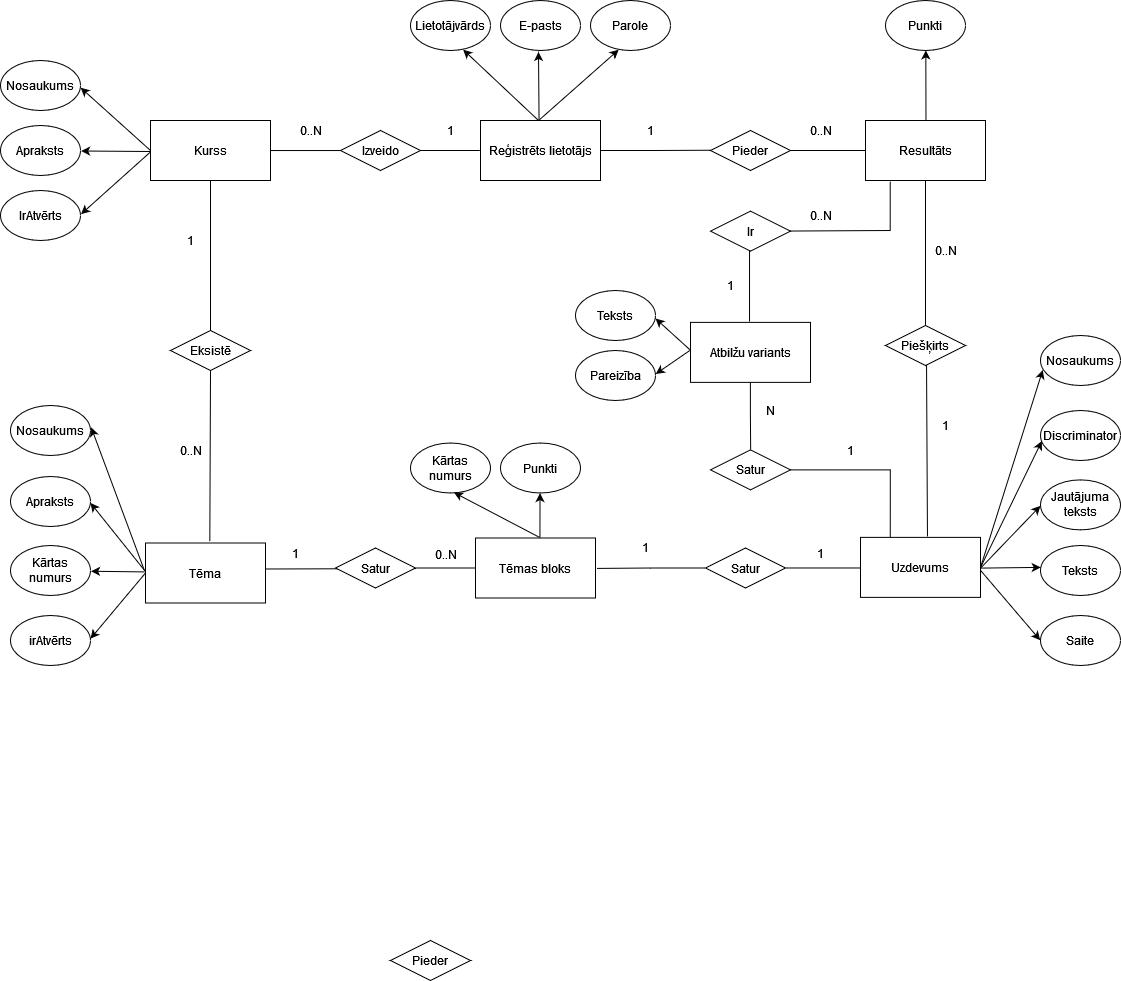 Lietotājvārds
E-pasts
Parole
Punkti
Nosaukums
Apraksts
IrAtvērts
Kurss
0..N
Izveido
1
Reģistrēts lietotājs
1
Pieder
0..N
Resultāts
1
Ir
0..N
0..N
1
Teksts
Pareizība
Atbilžu variants
Eksistē
Piešķirts
N
1
Satur
1
0..N
Nosaukums
Apraksts
Kārtas
numurs
irAtvērts
Tēma
1
Satur
0..N
Kārtas
numurs
Punkti
Tēmas bloks
1
Satur
1
Uzdevums
Nosaukums
Discriminator
Jautājuma
teksts
Teksts
Saite
Pieder